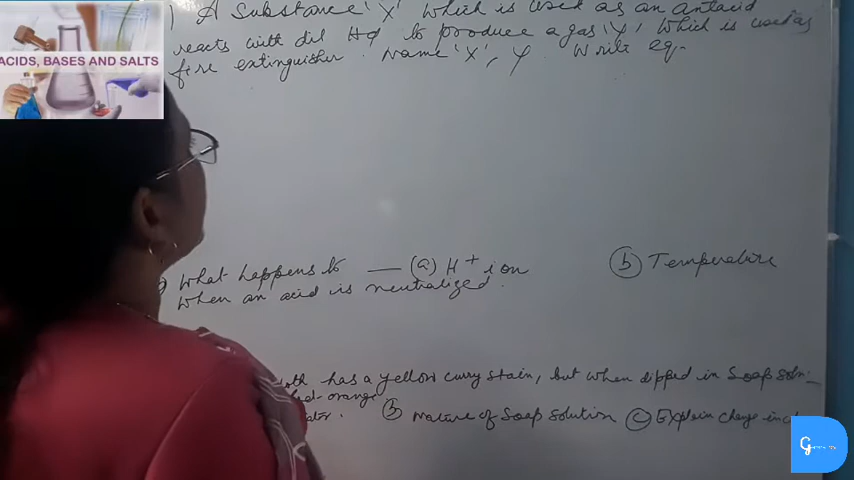 ACIDS, BASES AND SALTS
1) A Substance 'X' which is used as an antacid
reacts with dil Hcl to produce a gas 'Y', which is used as
fire extinguisher. Name 'X', Y. Write eq.
What happens to — (a) H+ ion (b) Temperature
when an acid is neutralized.
has a yellow curry stain, but when dipped in Soap soln
-orange
(b) Nature of Soap solution (c) Explain change in
G